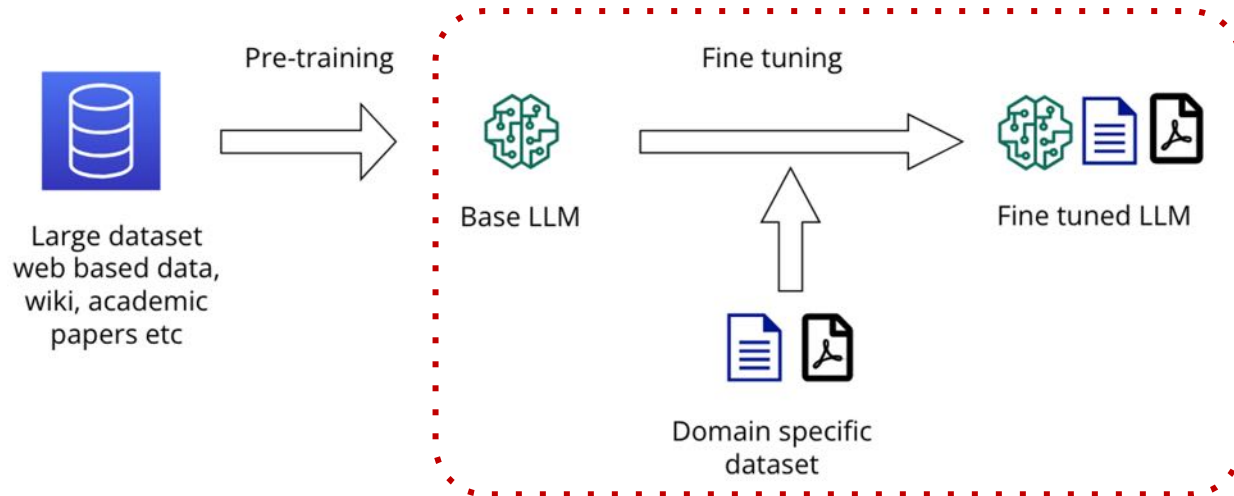 Pre-training
Fine tuning
Large dataset
web based data,
wiki, academic
papers etc
Base LLM
Fine tuned LLM
Domain specific
dataset